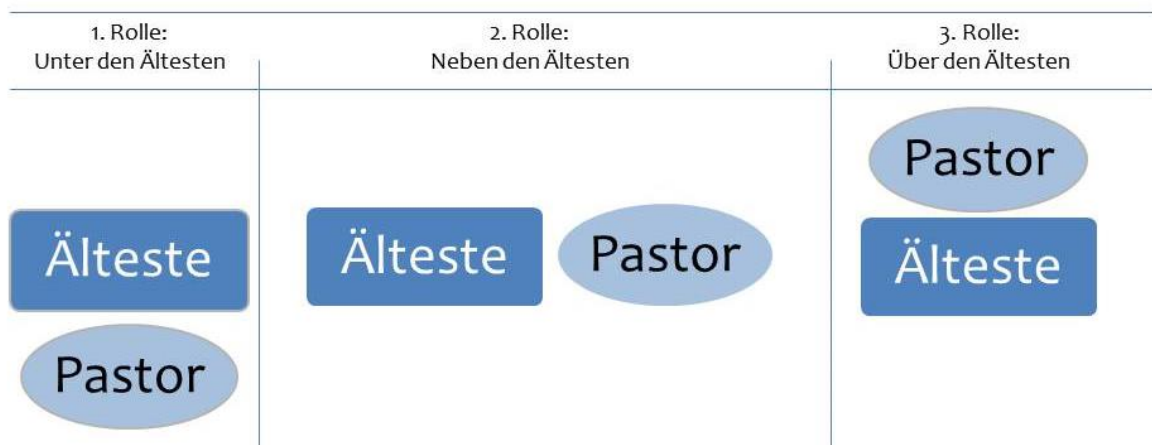 1. Rolle:
Unter den Ältesten
2. Rolle:
Neben den Ältesten
3. Rolle:
Über den Ältesten
Älteste
Pastor
Älteste
Pastor
Pastor
Älteste